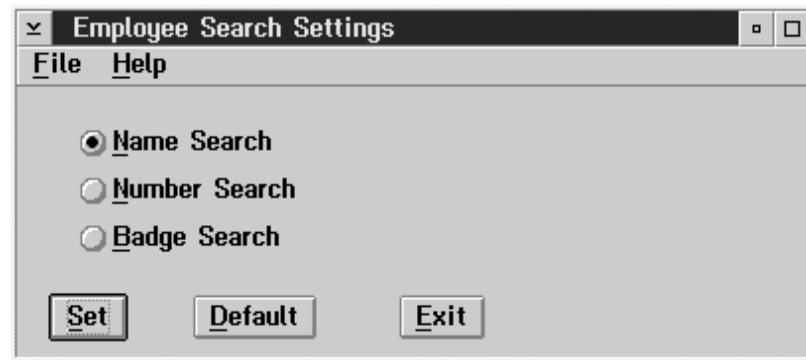 Employee Search Settings
File Help
Name Search
Number Search
Badge Search
Set Default Exit